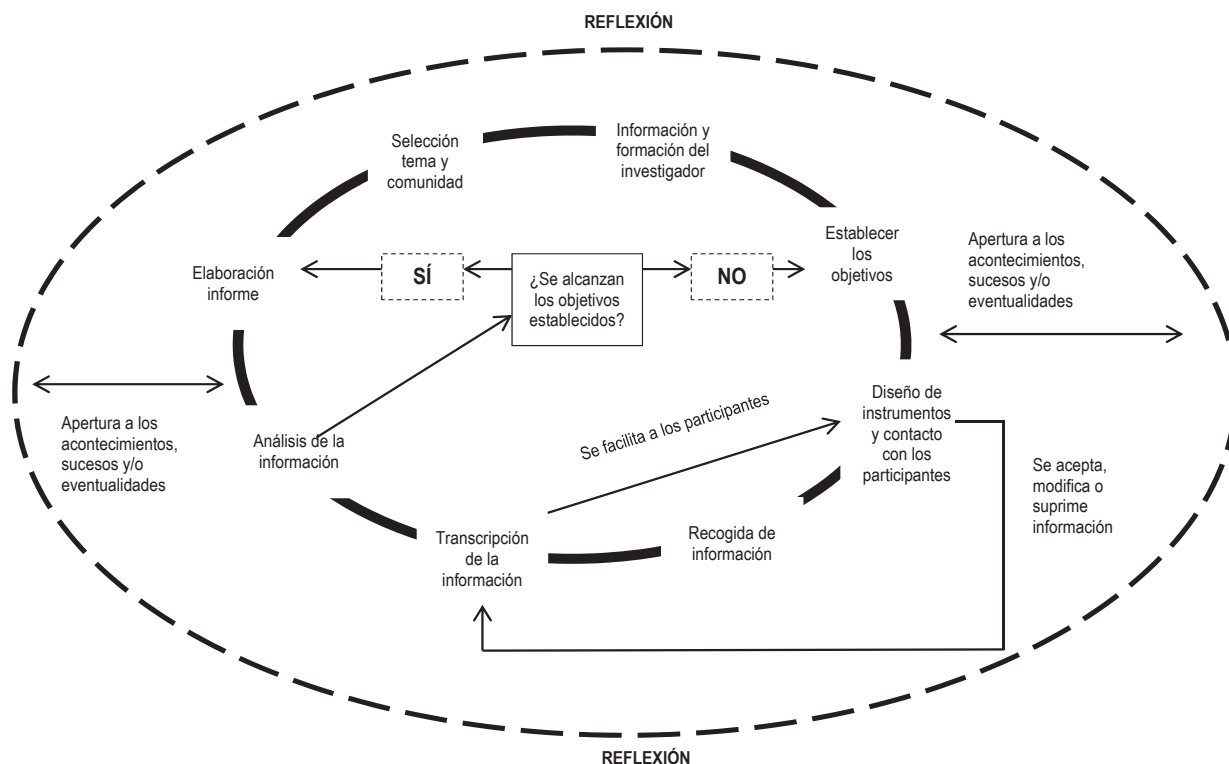 REFLEXIÓN
Selección
tema y
comunidad
Información y
formación del
investigador
Establecer
los
objetivos
Apertura a los
acontecimientos,
sucesos y/o
eventualidades
Elaboración
informe
SÍ
¿Se alcanzan
los objetivos
establecidos?
NO
Apertura a los
acontecimientos,
sucesos y/o
eventualidades
Análisis de la
información
Se facilita a los participantes
Diseño de
instrumentos
y contacto
con los
participantes
Se acepta,
modifica o
suprime
información
Transcripción
de la
información
Recogida de
información
REFLEXIÓN